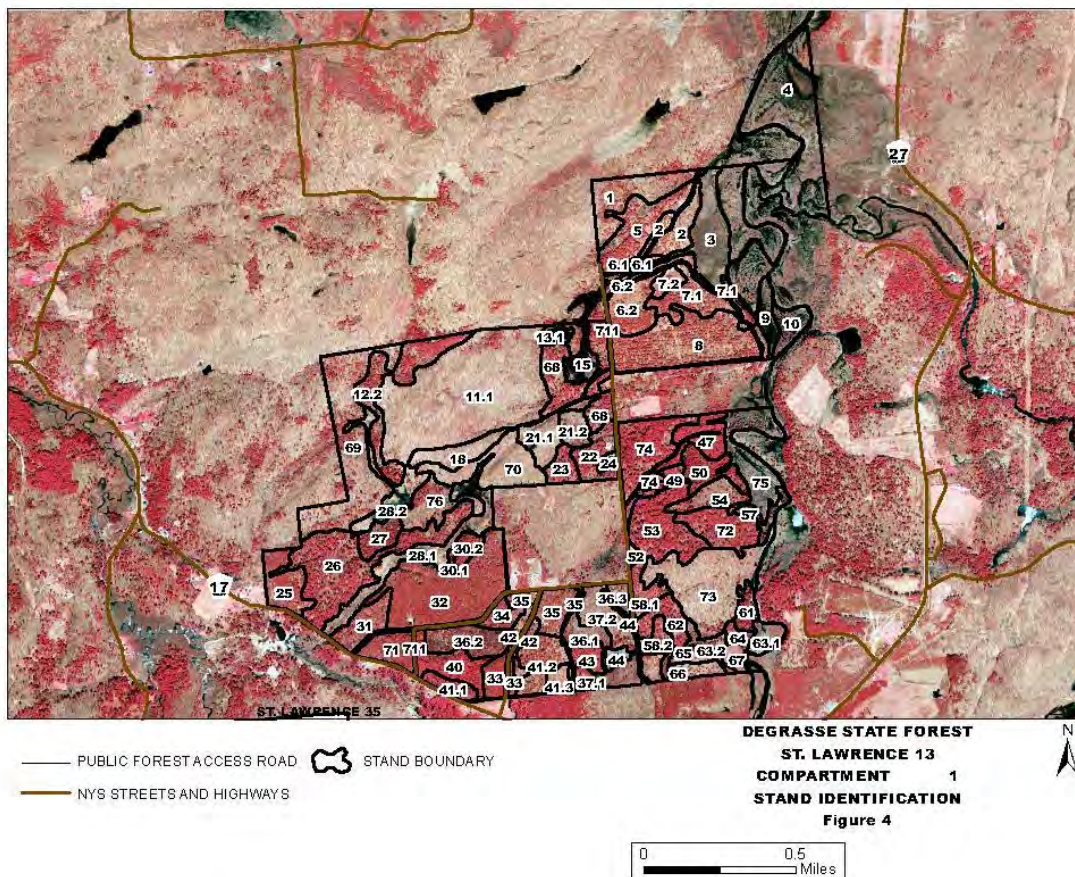 4
27
1
5 2 2 3
6.1 6.1
6.2 7.2 7.1 7.1
6.2
9 10
711
8
13.1
68 15
12.2 11.1
68
21.1 21.2
74 47
69 18 70 23 22 24
74 49 50
75
76 54
28.2 57
27 53 72
28.1 30.2
26 30.1 52
17 25 73
32 35 36.3
35 35 58.1
31 34 37.2 44 62 61
71 711 36.2 42 42 36.1 58.2 64 63.1
65 63.2
40 41.2 43 44 67
33 33 66
41.1 41.3 37.1
ST. LAWRENCE 35
PUBLIC FOREST ACCESS ROAD STAND BOUNDARY
NYS STREETS AND HIGHWAYS
DEGRASSE STATE FOREST
ST. LAWRENCE 13
COMPARTMENT 1
STAND IDENTIFICATION
Figure 4
N
0 0.5
Miles